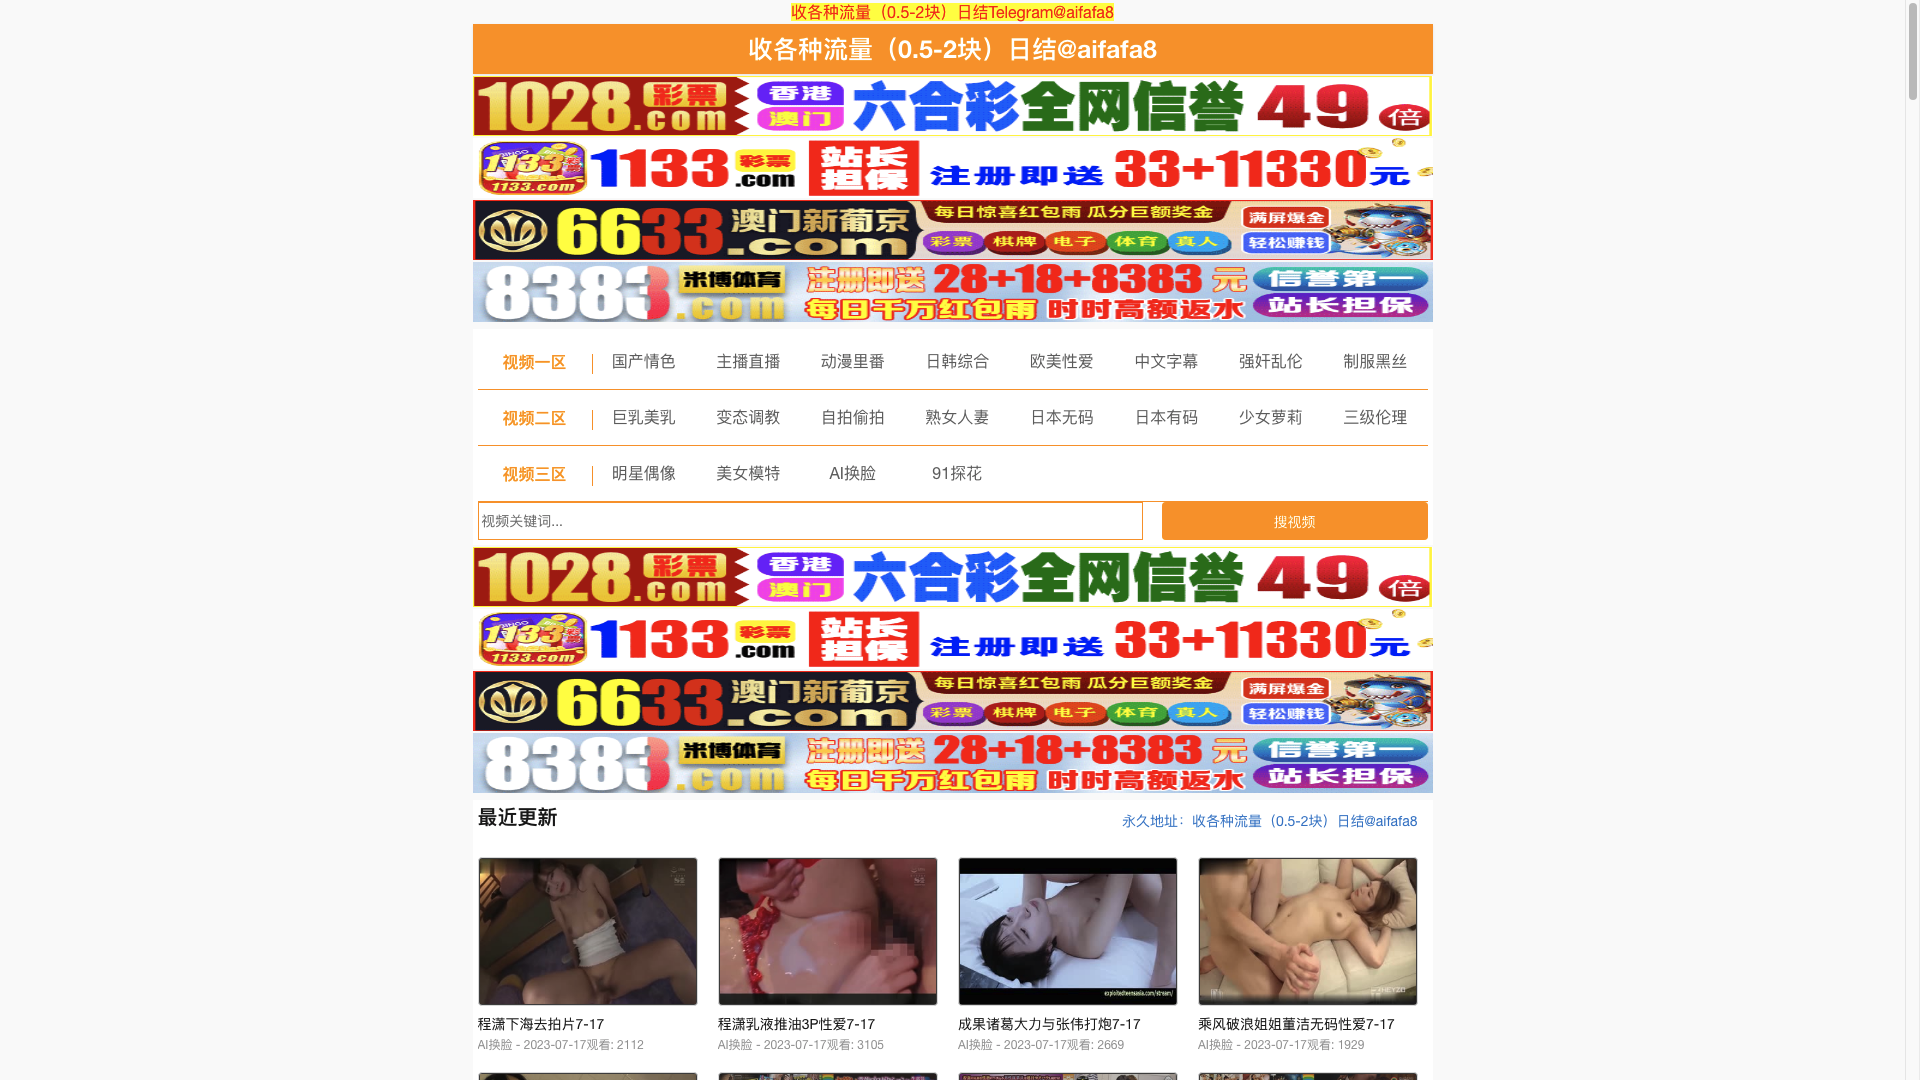 收各种流量（0.5-2块）日结Telegram@aifafa8
收各种流量（0.5-2块）日结@aifafa8
1028.com 彩票 香港 澳门 六合彩全网信誉 49 倍
1133.com 1133.com 彩票 站长担保 注册即送 33+11330元
6633.com 澳门新葡京 每日惊喜红包雨 瓜分巨额奖金 满屏爆金
彩票 棋牌 电子 体育 真人 轻松赚钱
8383.com 米博体育 注册即送 28+18+8383 元 信誉第一
每日千万红包雨 时时高额返水 站长担保
视频一区 国产情色 主播直播 动漫里番 日韩综合 欧美性爱 中文字幕 强奸乱伦 制服黑丝
视频二区 巨乳美乳 变态调教 自拍偷拍 熟女人妻 日本无码 日本有码 少女萝莉 三级伦理
视频三区 明星偶像 美女模特 AI换脸 91探花
视频关键词... 搜视频
1028.com 彩票 香港 澳门 六合彩全网信誉 49 倍
1133.com 1133.com 彩票 站长担保 注册即送 33+11330元
6633.com 澳门新葡京 每日惊喜红包雨 瓜分巨额奖金 满屏爆金
彩票 棋牌 电子 体育 真人 轻松赚钱
8383.com 米博体育 注册即送 28+18+8383 元 信誉第一
每日千万红包雨 时时高额返水 站长担保
最近更新 永久地址：收各种流量（0.5-2块）日结@aifafa8
程潇下海去拍片7-17 程潇乳液推油3P性爱7-17 成果诸葛大力与张伟打炮7-17 乘风破浪姐姐董洁无码性爱7-17
AI换脸 - 2023-07-17观看: 2112 AI换脸 - 2023-07-17观看: 3105 AI换脸 - 2023-07-17观看: 2669 AI换脸 - 2023-07-17观看: 1929